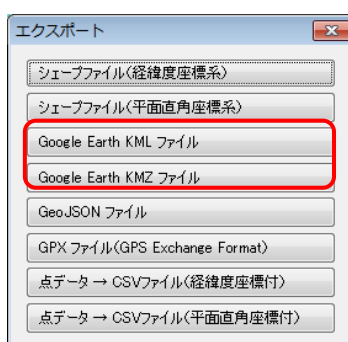 エクスポート
シェープファイル(経緯度座標系)
シェープファイル(平面直角座標系)
Google Earth KML ファイル
Google Earth KMZ ファイル
GeoJSON ファイル
GPX ファイル(GPS Exchange Format)
点データ → CSVファイル(経緯度座標付)
点データ → CSVファイル(平面直角座標付)